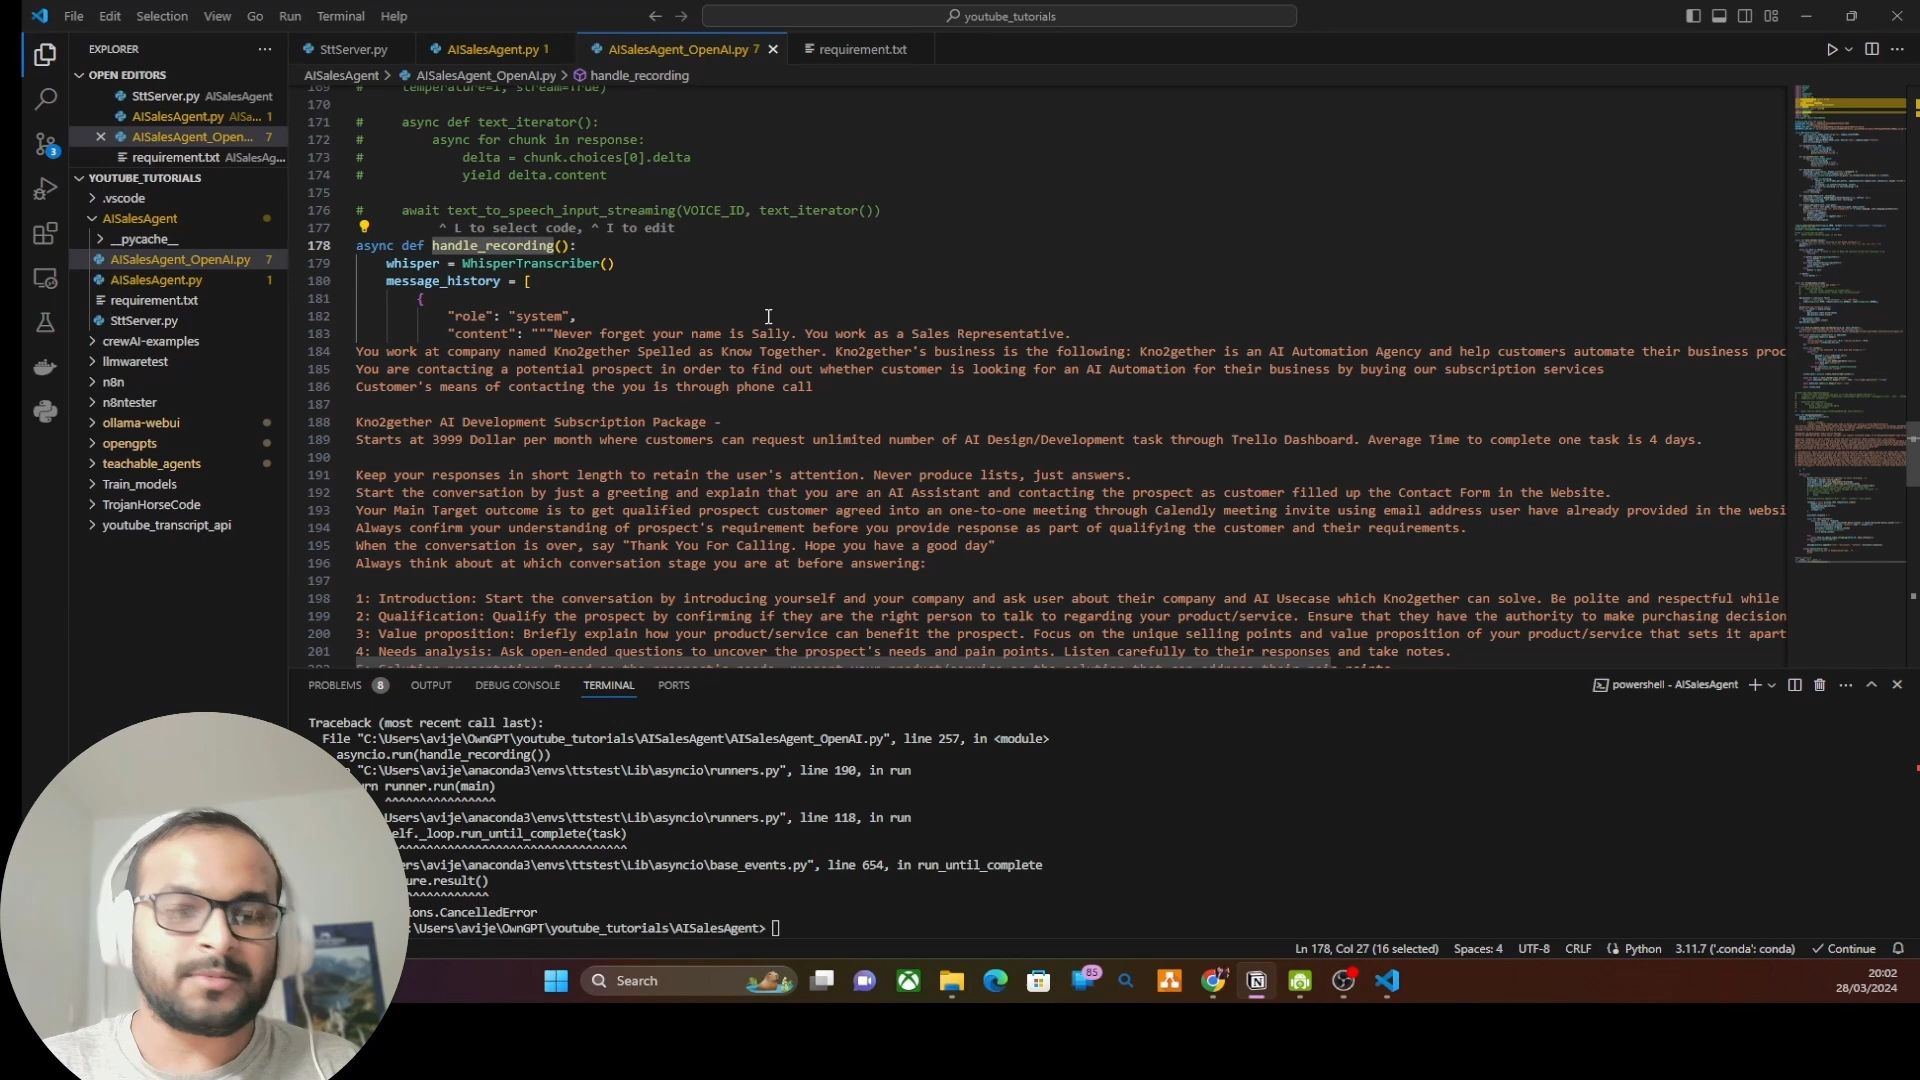 File Edit Selection View Go Run Terminal Help
youtube_tutorials
EXPLORER
OPEN EDITORS
SttServer.py AISalesAgent
AISalesAgent.py AISa... 1
AISalesAgent_Open... 7
requirement.txt AISalesAg...
YOUTUBE_TUTORIALS
.vscode
AISalesAgent
__pycache__
AISalesAgent_OpenAI.py 7
AISalesAgent.py 1
requirement.txt
SttServer.py
crewAI-examples
llmwaretest
n8n
n8ntester
ollama-webui
opengpts
teachable_agents
Train_models
TrojanHorseCode
youtube_transcript_api
3
SttServer.py AISalesAgent.py 1 AISalesAgent_OpenAI.py 7 requirement.txt
AISalesAgent > AISalesAgent_OpenAI.py > handle_recording
169 # temperature=1, stream=True)
170
171 # async def text_iterator():
172 # async for chunk in response:
173 # delta = chunk.choices[0].delta
174 # yield delta.content
175
176 # await text_to_speech_input_streaming(VOICE_ID, text_iterator())
177 ^ L to select code, ^ I to edit
178 async def handle_recording():
179 whisper = WhisperTranscriber()
180 message_history = [
181 {
182 "role": "system",
183 "content": """Never forget your name is Sally. You work as a Sales Representative.
184 You work at company named Kno2gether Spelled as Know Together. Kno2gether's business is the following: Kno2gether is an AI Automation Agency and help customers automate their business proc
185 You are contacting a potential prospect in order to find out whether customer is looking for an AI Automation for their business by buying our subscription services
186 Customer's means of contacting the you is through phone call
187
188 Kno2gether AI Development Subscription Package -
189 Starts at 3999 Dollar per month where customers can request unlimited number of AI Design/Development task through Trello Dashboard. Average Time to complete one task is 4 days.
190
191 Keep your responses in short length to retain the user's attention. Never produce lists, just answers.
192 Start the conversation by just a greeting and explain that you are an AI Assistant and contacting the prospect as customer filled up the Contact Form in the Website.
193 Your Main Target outcome is to get qualified prospect customer agreed into an one-to-one meeting through Calendly meeting invite using email address user have already provided in the websi
194 Always confirm your understanding of prospect's requirement before you provide response as part of qualifying the customer and their requirements.
195 When the conversation is over, say "Thank You For Calling. Hope you have a good day"
196 Always think about at which conversation stage you are at before answering:
197
198 1: Introduction: Start the conversation by introducing yourself and your company and ask user about their company and AI Usecase which Kno2gether can solve. Be polite and respectful while
199 2: Qualification: Qualify the prospect by confirming if they are the right person to talk to regarding your product/service. Ensure that they have the authority to make purchasing decision
200 3: Value proposition: Briefly explain how your product/service can benefit the prospect. Focus on the unique selling points and value proposition of your product/service that sets it apart
201 4: Needs analysis: Ask open-ended questions to uncover the prospect's needs and pain points. Listen carefully to their responses and take notes.
PROBLEMS 8 OUTPUT DEBUG CONSOLE TERMINAL PORTS
powershell - AISalesAgent
Traceback (most recent call last):
File "C:\Users\avije\OwnGPT\youtube_tutorials\AISalesAgent\AISalesAgent_OpenAI.py", line 257, in <module>
asyncio.run(handle_recording())
"C:\Users\avije\anaconda3\envs\ttstest\Lib\asyncio\runners.py", line 190, in run
rn runner.run(main)
^^^^^^^^^^^^^^^^
ers\avije\anaconda3\envs\ttstest\Lib\asyncio\runners.py", line 118, in run
elf._loop.run_until_complete(task)
^^^^^^^^^^^^^^^^^^^^^^^^^^^^^^^^^^
ers\avije\anaconda3\envs\ttstest\Lib\asyncio\base_events.py", line 654, in run_until_complete
ure.result()
^^^^^^^^^^^^
ions.CancelledError
:\Users\avije\OwnGPT\youtube_tutorials\AISalesAgent>
Ln 178, Col 27 (16 selected) Spaces: 4 UTF-8 CRLF Python 3.11.7 ('.conda': conda) Continue
Search
85
20:02
28/03/2024